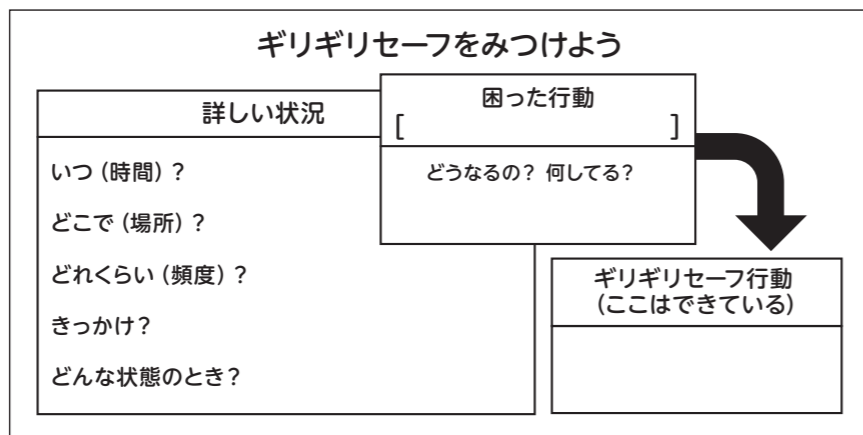 ギリギリセーフをみつけよう
詳しい状況
いつ（時間）？
どこで（場所）？
どれくらい（頻度）？
きっかけ？
どんな状態のとき？
困った行動
[ ]
どうなるの？ 何してる？
ギリギリセーフ行動
（ここはできている）